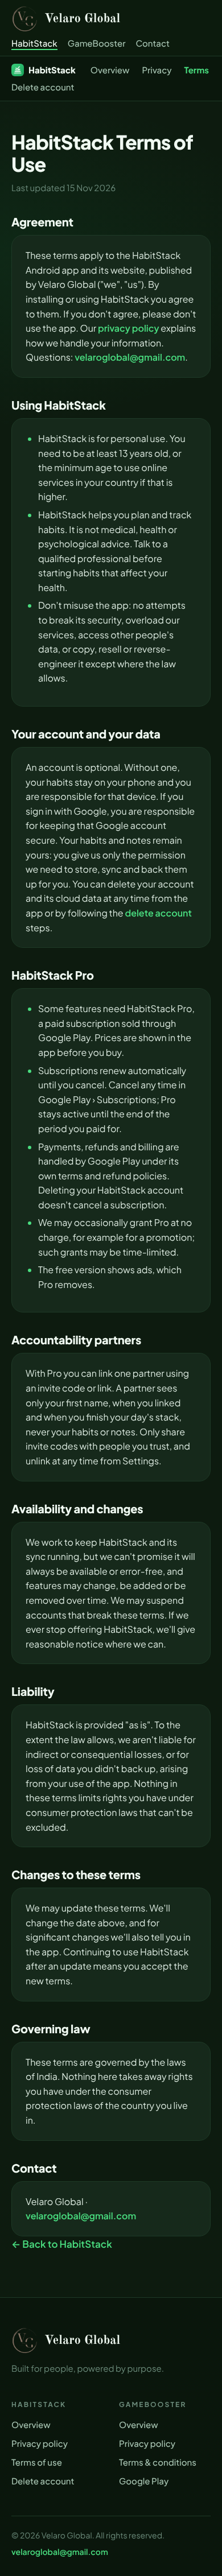 Velaro Global
HabitStack GameBooster Contact
HabitStack Overview Privacy Terms
Delete account
HabitStack Terms of
Use
Last updated 15 Nov 2026
Agreement
These terms apply to the HabitStack
Android app and its website, published
by Velaro Global ("we", "us"). By
installing or using HabitStack you agree
to them. If you don't agree, please don't
use the app. Our privacy policy explains
how we handle your information.
Questions: velaroglobal@gmail.com.
Using HabitStack
• HabitStack is for personal use. You
need to be at least 13 years old, or
the minimum age to use online
services in your country if that is
higher.
• HabitStack helps you plan and track
habits. It is not medical, health or
psychological advice. Talk to a
qualified professional before
starting habits that affect your
health.
• Don't misuse the app: no attempts
to break its security, overload our
services, access other people's
data, or copy, resell or reverse-
engineer it except where the law
allows.
Your account and your data
An account is optional. Without one,
your habits stay on your phone and you
are responsible for that device. If you
sign in with Google, you are responsible
for keeping that Google account
secure. Your habits and notes remain
yours; you give us only the permission
we need to store, sync and back them
up for you. You can delete your account
and its cloud data at any time from the
app or by following the delete account
steps.
HabitStack Pro
• Some features need HabitStack Pro,
a paid subscription sold through
Google Play. Prices are shown in the
app before you buy.
• Subscriptions renew automatically
until you cancel. Cancel any time in
Google Play › Subscriptions; Pro
stays active until the end of the
period you paid for.
• Payments, refunds and billing are
handled by Google Play under its
own terms and refund policies.
Deleting your HabitStack account
doesn't cancel a subscription.
• We may occasionally grant Pro at no
charge, for example for a promotion;
such grants may be time-limited.
• The free version shows ads, which
Pro removes.
Accountability partners
With Pro you can link one partner using
an invite code or link. A partner sees
only your first name, when you linked
and when you finish your day's stack,
never your habits or notes. Only share
invite codes with people you trust, and
unlink at any time from Settings.
Availability and changes
We work to keep HabitStack and its
sync running, but we can't promise it will
always be available or error-free, and
features may change, be added or be
removed over time. We may suspend
accounts that break these terms. If we
ever stop offering HabitStack, we'll give
reasonable notice where we can.
Liability
HabitStack is provided "as is". To the
extent the law allows, we aren't liable for
indirect or consequential losses, or for
loss of data you didn't back up, arising
from your use of the app. Nothing in
these terms limits rights you have under
consumer protection laws that can't be
excluded.
Changes to these terms
We may update these terms. We'll
change the date above, and for
significant changes we'll also tell you in
the app. Continuing to use HabitStack
after an update means you accept the
new terms.
Governing law
These terms are governed by the laws
of India. Nothing here takes away rights
you have under the consumer
protection laws of the country you live
in.
Contact
Velaro Global ·
velaroglobal@gmail.com
← Back to HabitStack
Velaro Global
Built for people, powered by purpose.
HABITSTACK GAMEBOOSTER
Overview Overview
Privacy policy Privacy policy
Terms of use Terms & conditions
Delete account Google Play
© 2026 Velaro Global. All rights reserved.
velaroglobal@gmail.com